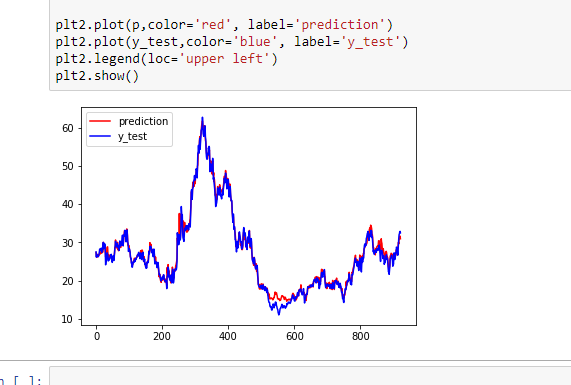 plt2.plot(p,color='red', label='prediction')
plt2.plot(y_test,color='blue', label='y_test')
plt2.legend(loc='upper left')
plt2.show()
prediction
y_test
60
50
40
30
20
10
0 200 400 600 800
n [ ]: